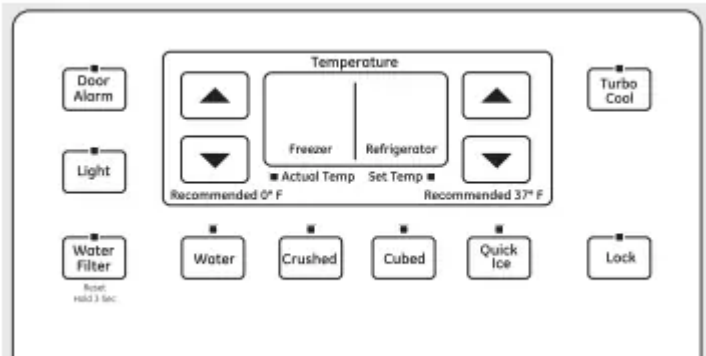 Temperature
Door
Alarm
Turbo
Cool
Freezer
Refrigerator
Light
Actual Temp
Set Temp
Recommended 0° F
Recommended 37° F
Water
Filter
Reset
Hold 3 Sec
Water
Crushed
Cubed
Quick
Ice
Lock